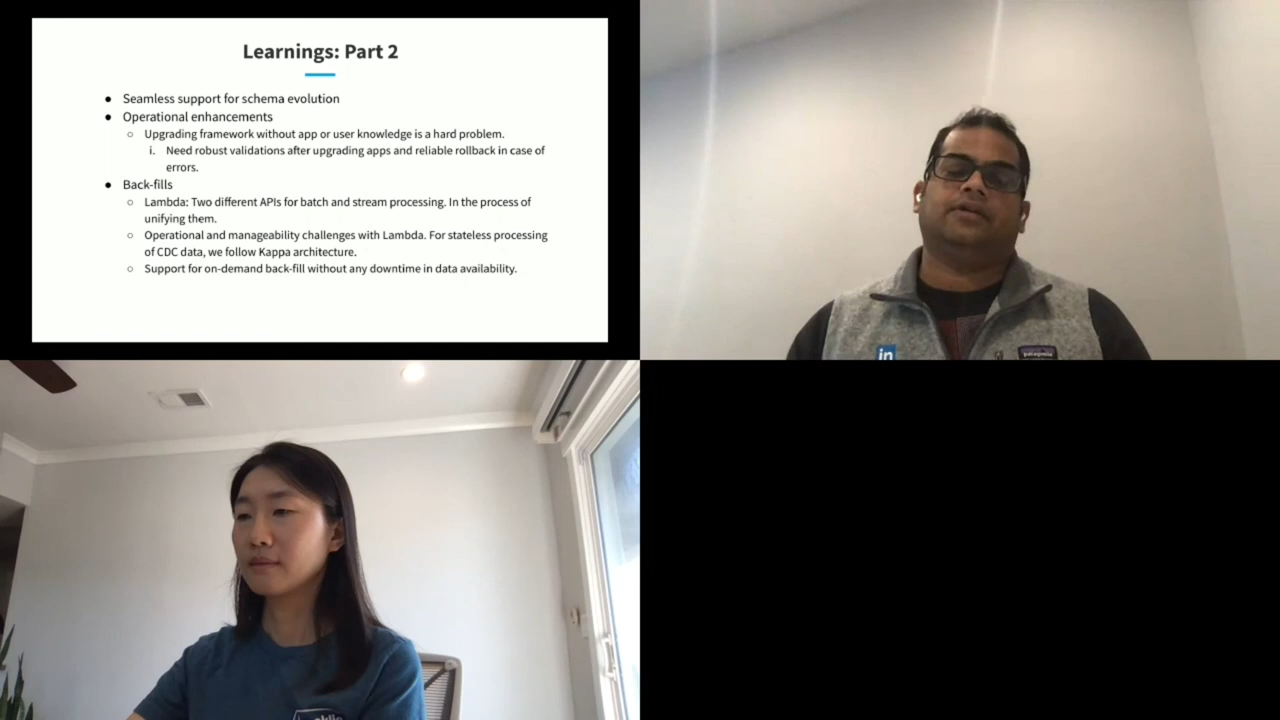 Learnings: Part 2
● Seamless support for schema evolution
● Operational enhancements
○ Upgrading framework without app or user knowledge is a hard problem.
i. Need robust validations after upgrading apps and reliable rollback in case of
errors.
● Back-fills
○ Lambda: Two different APIs for batch and stream processing. In the process of
unifying them.
○ Operational and manageability challenges with Lambda. For stateless processing
of CDC data, we follow Kappa architecture.
○ Support for on-demand back-fill without any downtime in data availability.
in
patagonia